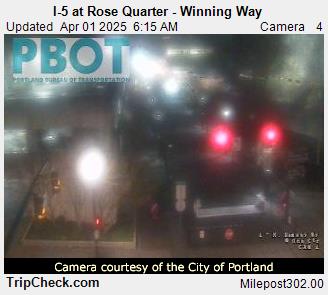 I-5 at Rose Quarter - Winning Way
Updated Apr 01 2025 6:15 AM Camera 4
PBOT
PORTLAND BUREAU OF TRANSPORTATION
Camera courtesy of the City of Portland
TripCheck.com Milepost302.00